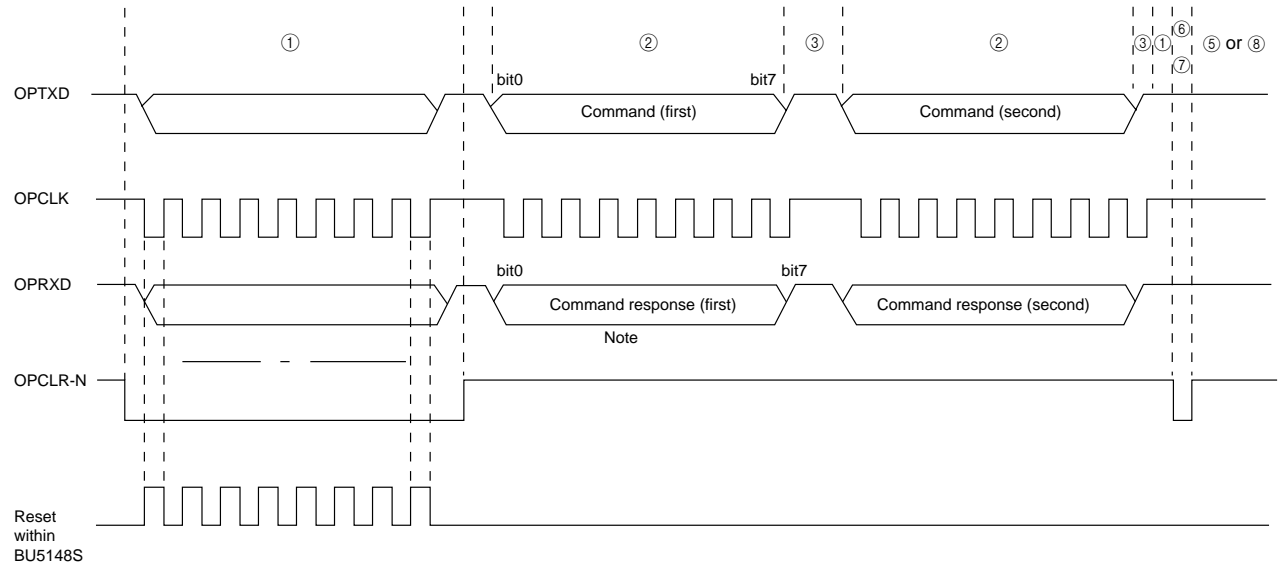 ① ② ③ ② ③ ① ⑥ ⑤ or ⑧
⑦
bit0 bit7
OPTXD
Command (first) Command (second)
OPCLK
bit0 bit7
OPRXD
Command response (first) Command response (second)
Note
OPCLR-N
Reset
within
BU5148S